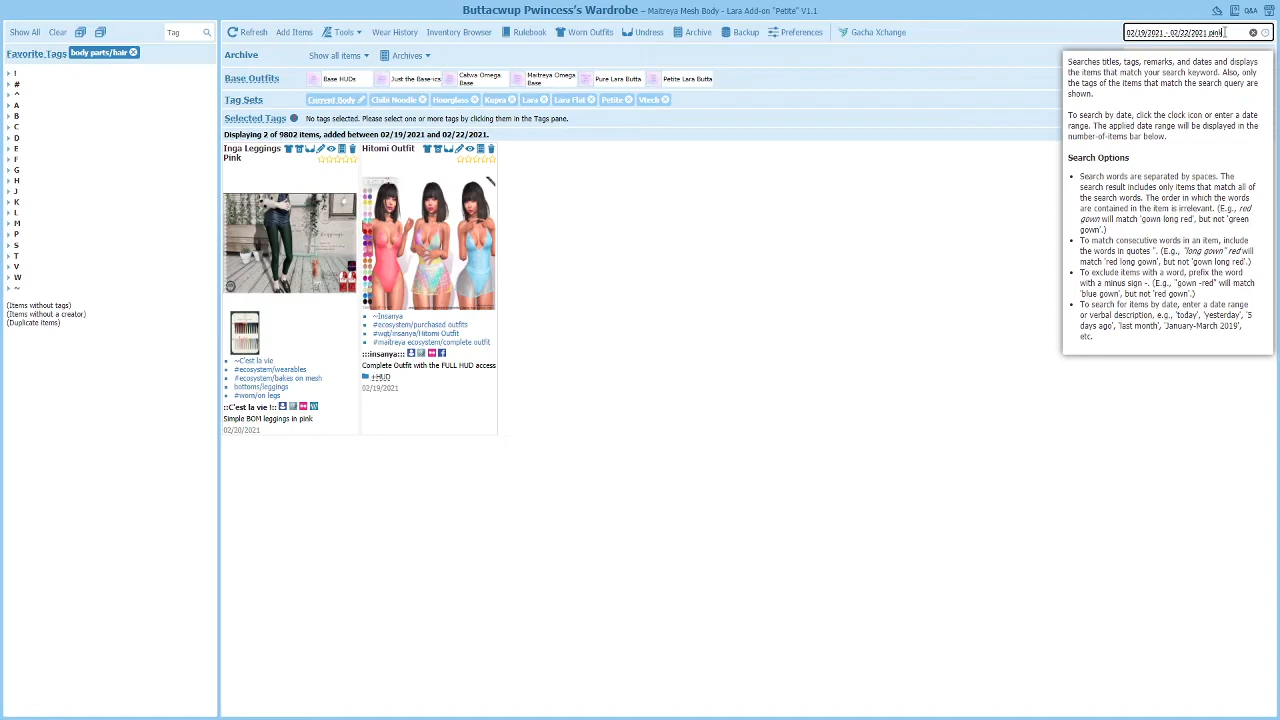 Buttacwup Pwincess's Wardrobe – Maitreya Mesh Body - Lara Add-on "Petite" V1.1
Q&A
Show All Clear Tag
Refresh Add Items Tools Wear History Inventory Browser Rulebook Worn Outfits Undress Archive Backup Preferences Gacha Xchange
02/19/2021 - 02/22/2021 pink
Favorite Tags body parts/hair
!
#
^
A
B
C
D
E
F
G
H
J
K
L
M
P
S
T
V
W
~
(Items without tags)
(Items without a creator)
(Duplicate items)
Archive Show all items Archives
Base Outfits Base HUDs Just the Base-ics Catwa Omega Base Maitreya Omega Base Pure Lara Butta Petite Lara Butta
Tag Sets Current Body Chibi Noodle Hourglass Kupra Lara Lara Flat Petite Vtech
Selected Tags No tags selected. Please select one or more tags by clicking them in the Tags pane.
Displaying 2 of 9802 items, added between 02/19/2021 and 02/22/2021.
Inga Leggings
Pink
~C'est la vie
#ecosystem/wearables
#ecosystem/bakes on mesh
bottoms/leggings
#worn/on legs
::C'est la vie !::
Simple BOM leggings in pink
02/20/2021
Hitomi Outfit
~Insanya
#ecosystem/purchased outfits
#wgt/insanya/Hitomi Outfit
#maitreya ecosystem/complete outfit
:::insanya:::
Complete Outfit with the FULL HUD access
+HUD
02/19/2021
Searches titles, tags, remarks, and dates and displays
the items that match your search keyword. Also, only
the tags of the items that match the search query are
shown.
To search by date, click the clock icon or enter a date
range. The applied date range will be displayed in the
number-of-items bar below.
Search Options
Search words are separated by spaces. The
search result includes only items that match all of
the search words. The order in which the words
are contained in the item is irrelevant. (E.g., red
gown will match 'gown long red', but not 'green
gown'.)
To match consecutive words in an item, include
the words in quotes ". (E.g., "long gown" red will
match 'red long gown', but not 'gown long red'.)
To exclude items with a word, prefix the word
with a minus sign -. (E.g., "gown -red" will match
'blue gown', but not 'red gown'.)
To search for items by date, enter a date range
or verbal description, e.g., 'today', 'yesterday', '5
days ago', 'last month', 'January-March 2019',
etc.